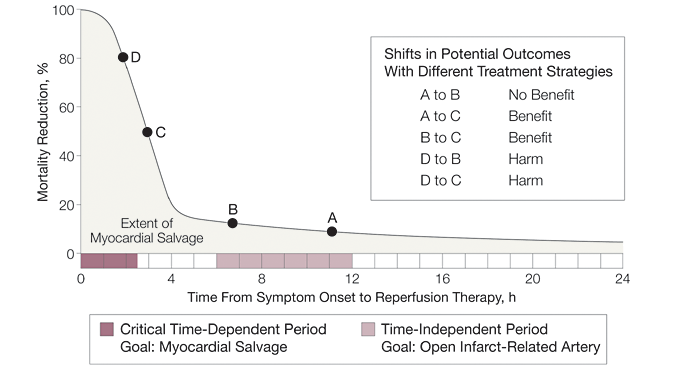 100
80
60
40
20
0
Mortality Reduction, %
D
C
B
A
Extent of
Myocardial Salvage
Shifts in Potential Outcomes
With Different Treatment Strategies
A to B No Benefit
A to C Benefit
B to C Benefit
D to B Harm
D to C Harm
0 4 8 12 16 20 24
Time From Symptom Onset to Reperfusion Therapy, h
Critical Time-Dependent Period
Goal: Myocardial Salvage
Time-Independent Period
Goal: Open Infarct-Related Artery